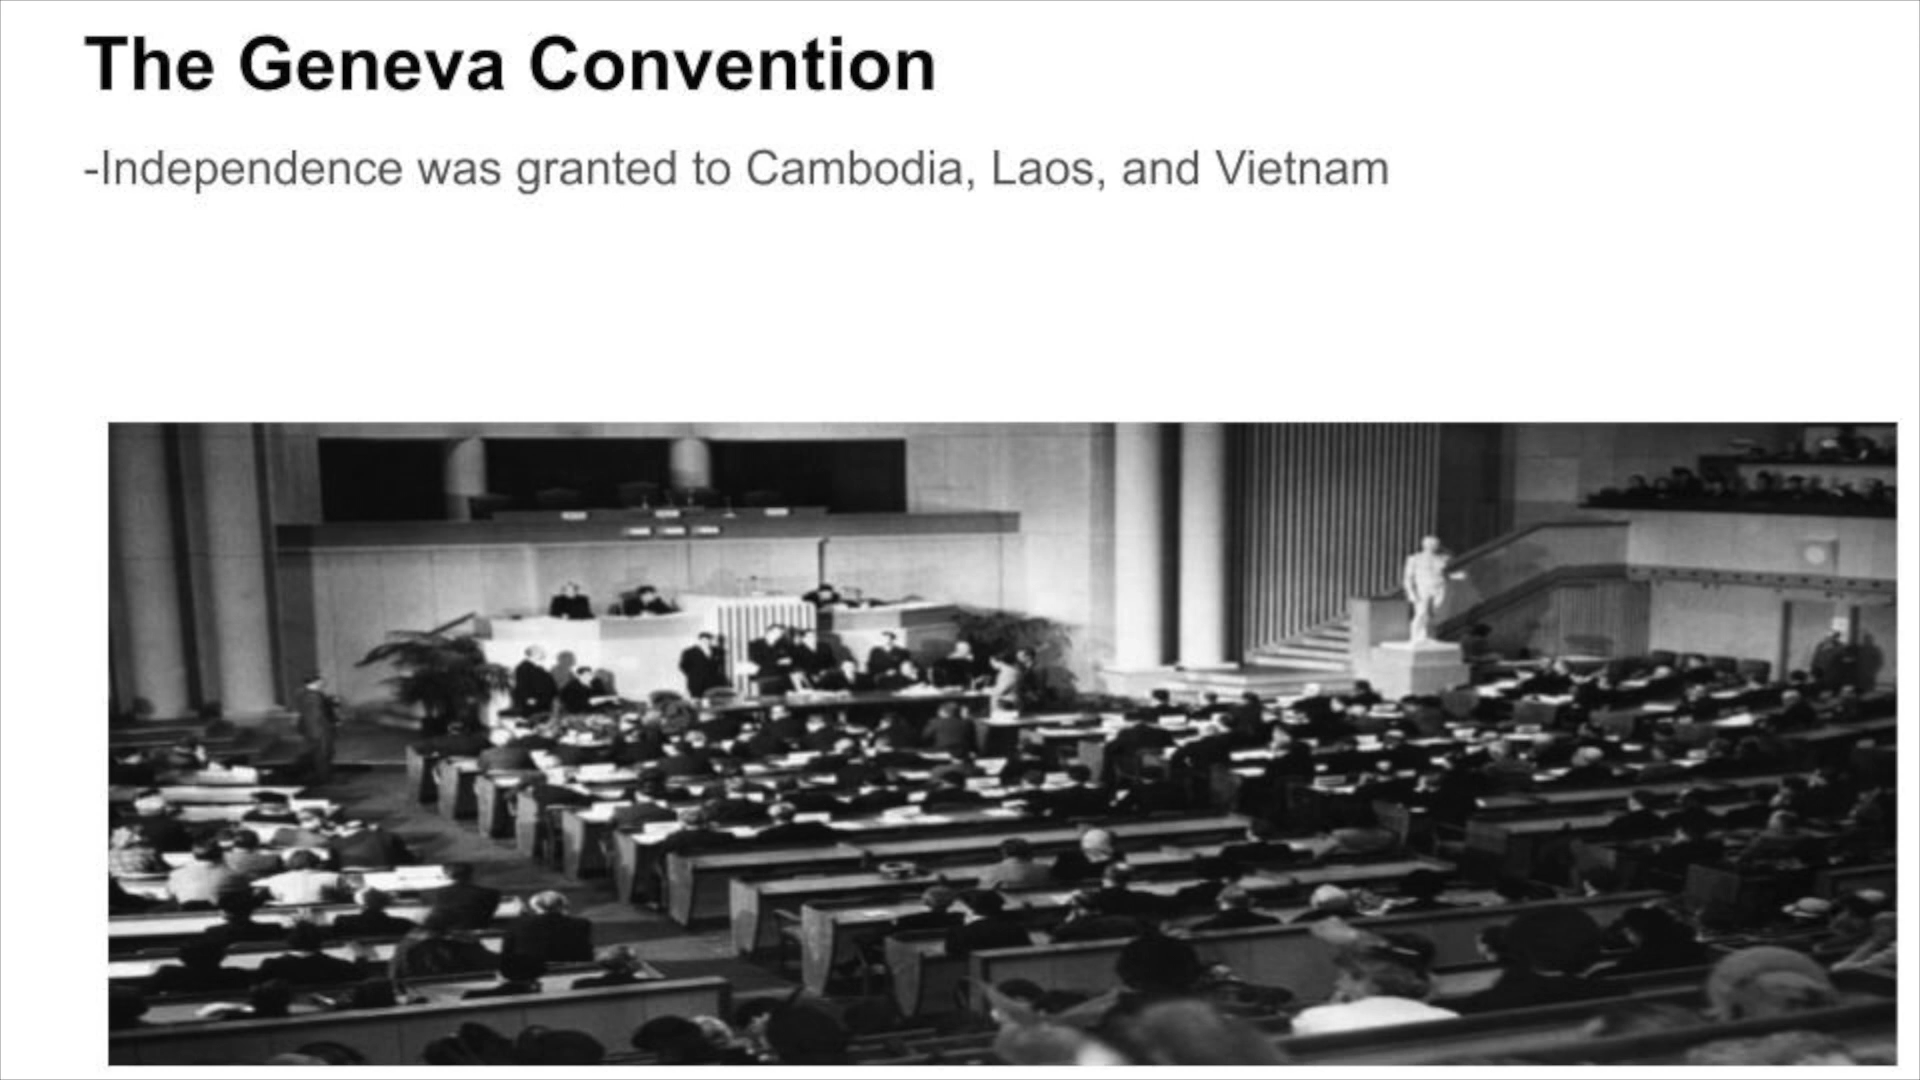 The Geneva Convention
-Independence was granted to Cambodia, Laos, and Vietnam